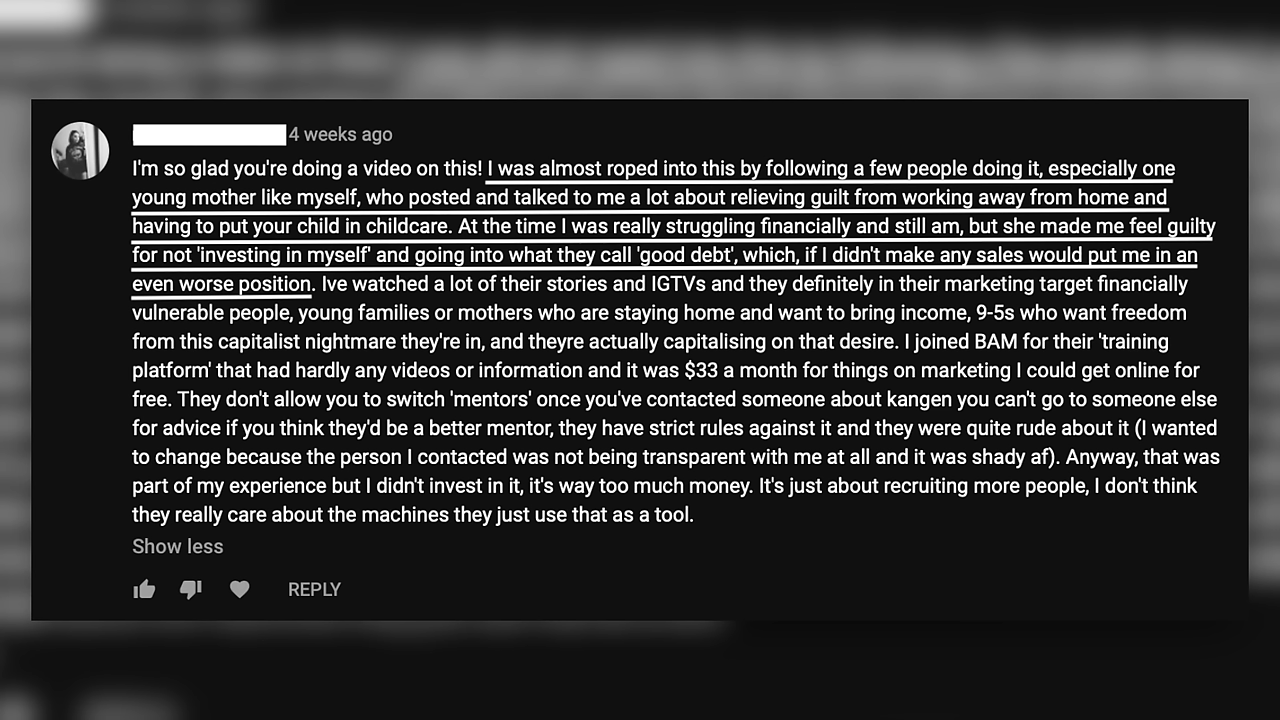 4 weeks ago
I'm so glad you're doing a video on this! I was almost roped into this by following a few people doing it, especially one
young mother like myself, who posted and talked to me a lot about relieving guilt from working away from home and
having to put your child in childcare. At the time I was really struggling financially and still am, but she made me feel guilty
for not 'investing in myself' and going into what they call 'good debt', which, if I didn't make any sales would put me in an
even worse position. Ive watched a lot of their stories and IGTVs and they definitely in their marketing target financially
vulnerable people, young families or mothers who are staying home and want to bring income, 9-5s who want freedom
from this capitalist nightmare they're in, and theyre actually capitalising on that desire. I joined BAM for their 'training
platform' that had hardly any videos or information and it was $33 a month for things on marketing I could get online for
free. They don't allow you to switch 'mentors' once you've contacted someone about kangen you can't go to someone else
for advice if you think they'd be a better mentor, they have strict rules against it and they were quite rude about it (I wanted
to change because the person I contacted was not being transparent with me at all and it was shady af). Anyway, that was
part of my experience but I didn't invest in it, it's way too much money. It's just about recruiting more people, I don't think
they really care about the machines they just use that as a tool.
Show less
REPLY